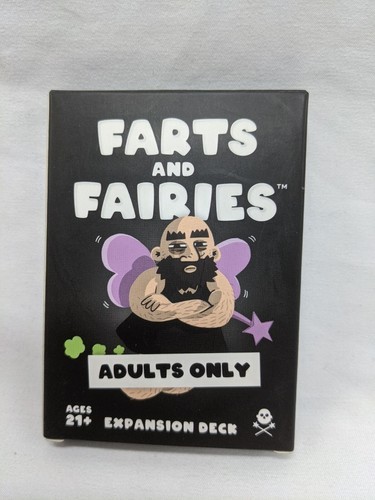 FARTS
AND
FAIRIES™
ADULTS ONLY
AGES
21+
EXPANSION DECK